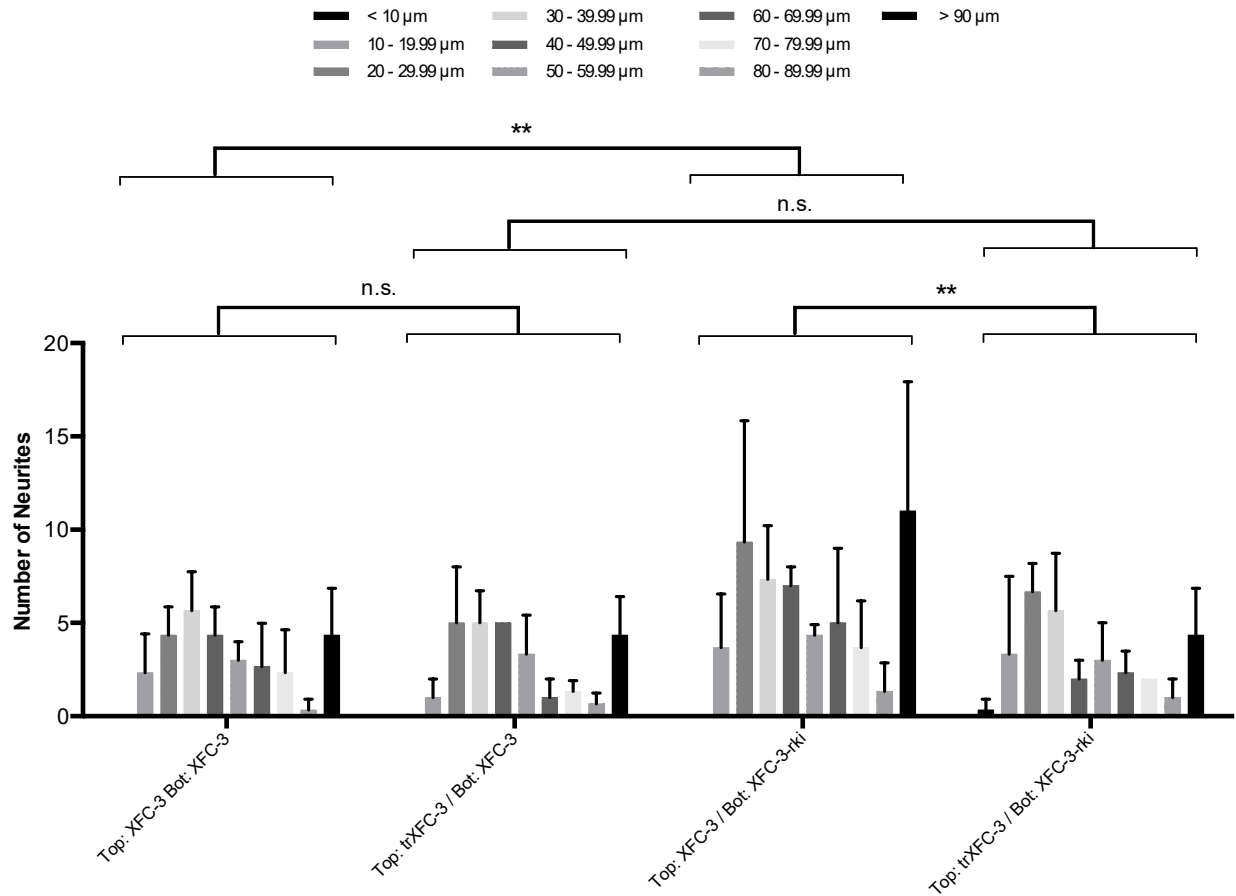 < 10 µm
30 - 39.99 µm
60 - 69.99 µm
> 90 µm
10 - 19.99 µm
40 - 49.99 µm
70 - 79.99 µm
20 - 29.99 µm
50 - 59.99 µm
80 - 89.99 µm
**
n.s.
n.s.
**
20
15
10
5
0
Number of Neurites
Top: XFC-3 Bot: XFC-3
Top: trXFC-3 / Bot: XFC-3
Top: XFC-3 / Bot: XFC-3-rki
Top: trXFC-3 / Bot: XFC-3-rki